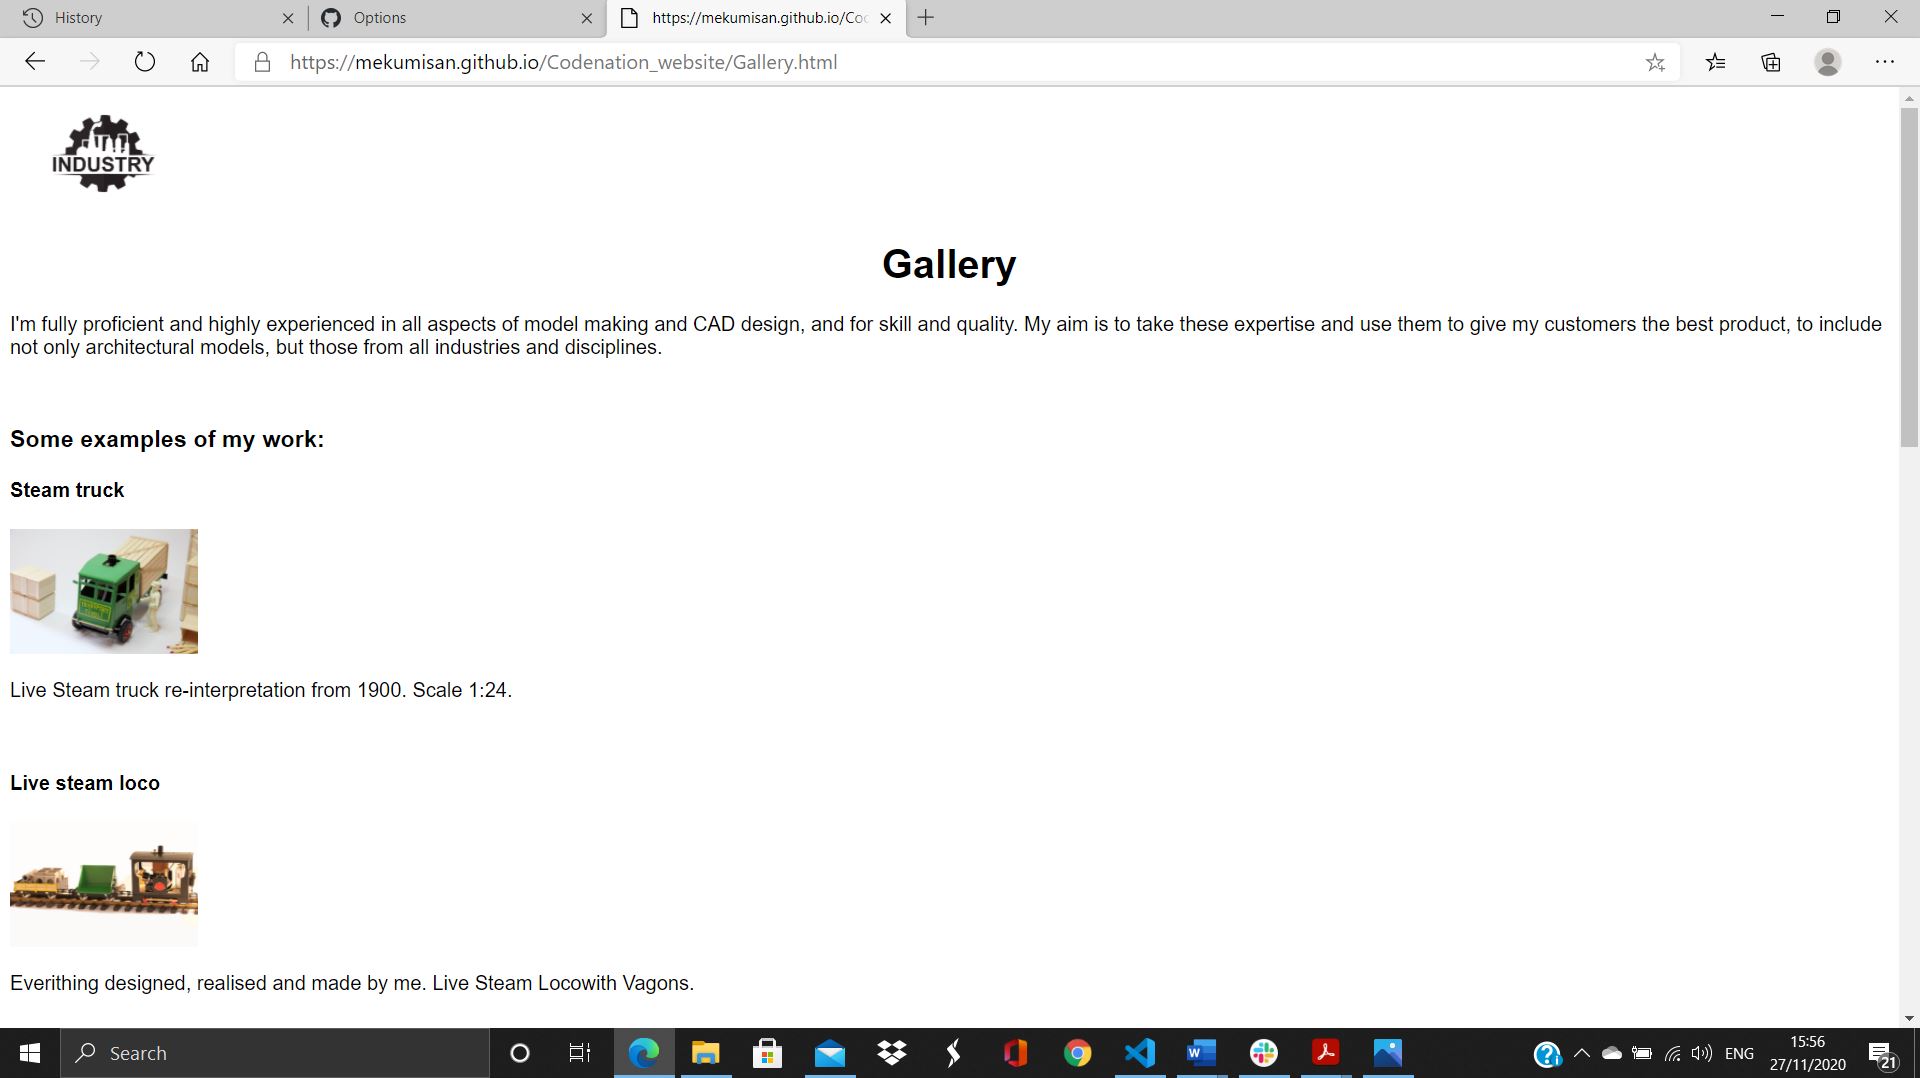 History
Options
https://mekumisan.github.io/Coc
https://mekumisan.github.io/Codenation_website/Gallery.html
INDUSTRY
Gallery
I'm fully proficient and highly experienced in all aspects of model making and CAD design, and for skill and quality. My aim is to take these expertise and use them to give my customers the best product, to include
not only architectural models, but those from all industries and disciplines.
Some examples of my work:
Steam truck
Live Steam truck re-interpretation from 1900. Scale 1:24.
Live steam loco
Everithing designed, realised and made by me. Live Steam Locowith Vagons.
Search
ENG
15:56
27/11/2020
21